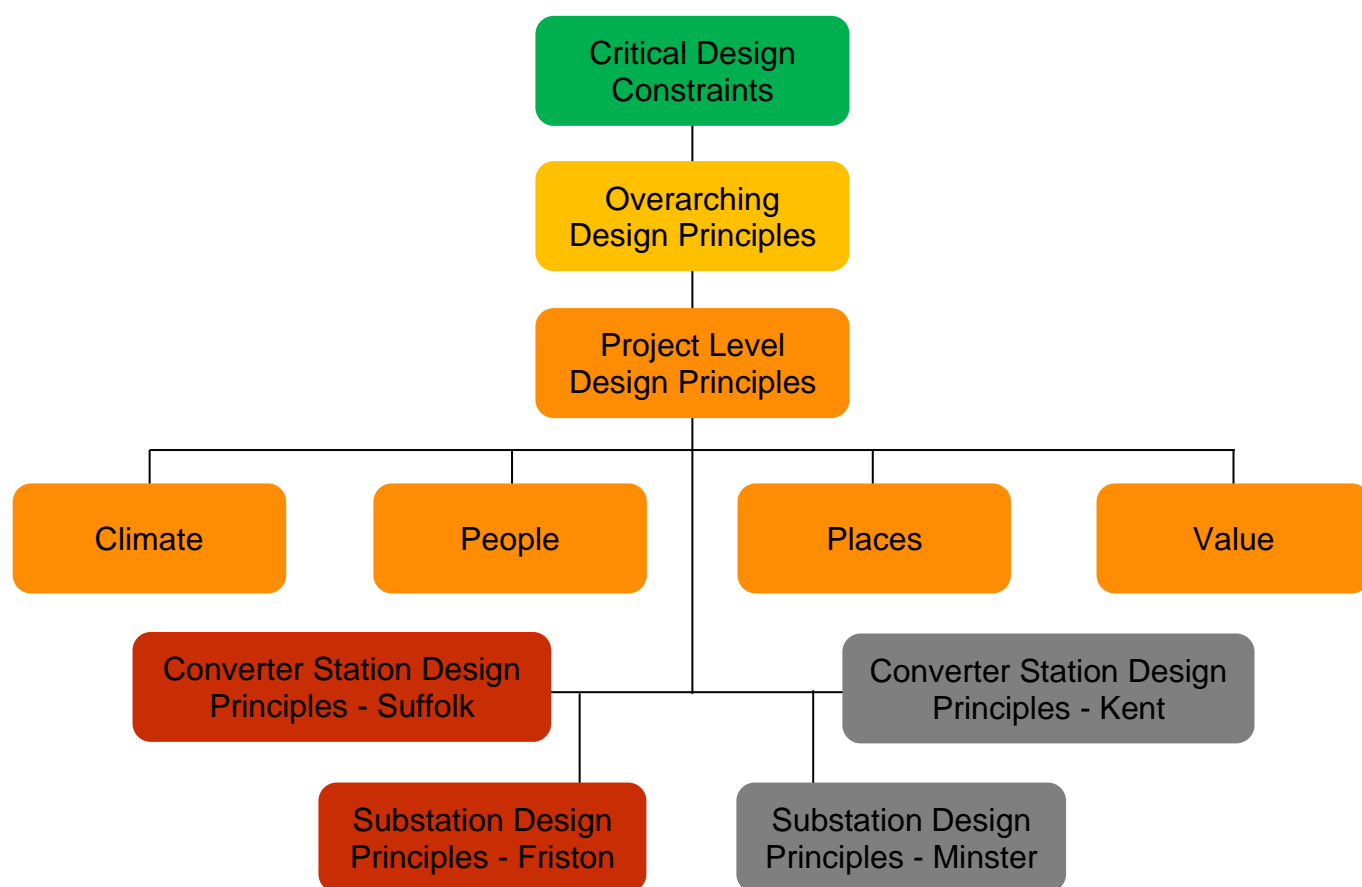 Critical Design
Constraints
Overarching
Design Principles
Project Level
Design Principles
Climate
People
Places
Value
Converter Station Design
Principles - Suffolk
Converter Station Design
Principles - Kent
Substation Design
Principles - Friston
Substation Design
Principles - Minster